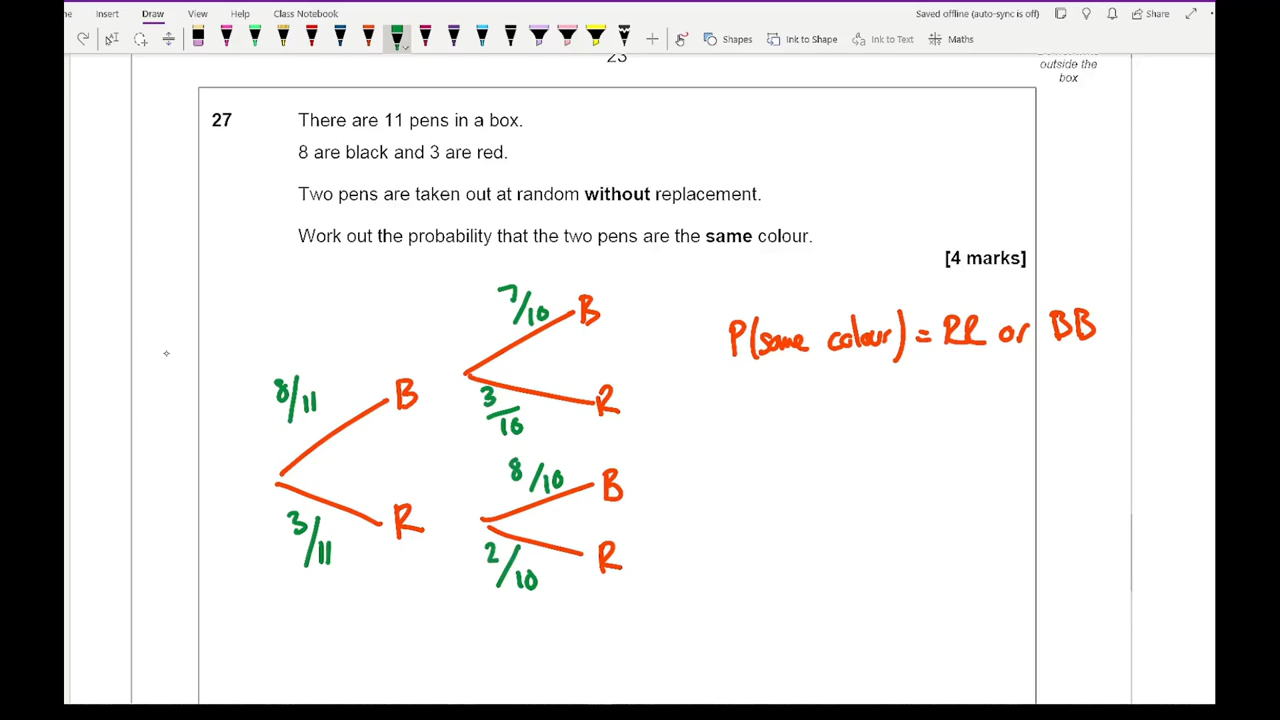 me Insert Draw View Help Class Notebook Saved offline (auto-sync is off) Share
Shapes Ink to Shape Ink to Text Maths
23
outside the
box
27 There are 11 pens in a box.
8 are black and 3 are red.
Two pens are taken out at random without replacement.
Work out the probability that the two pens are the same colour.
[4 marks]
7/10 B
P(same colour) = RR or BB
8/11 B
3/10 R
8/10 B
3/11 R
2/10 R